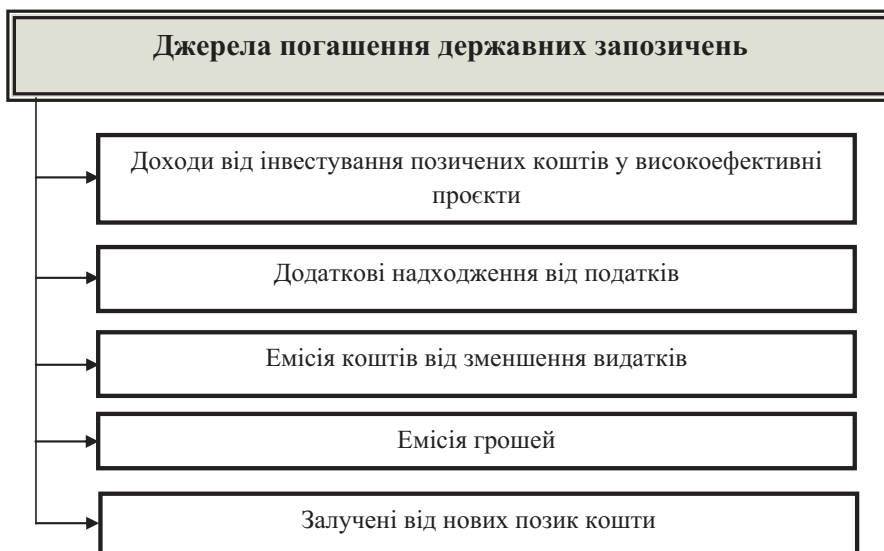 Джерела погашення державних запозичень
Доходи від інвестування позичених коштів у високоефективні
проєкти
Додаткові надходження від податків
Емісія коштів від зменшення видатків
Емісія грошей
Залучені від нових позик кошти